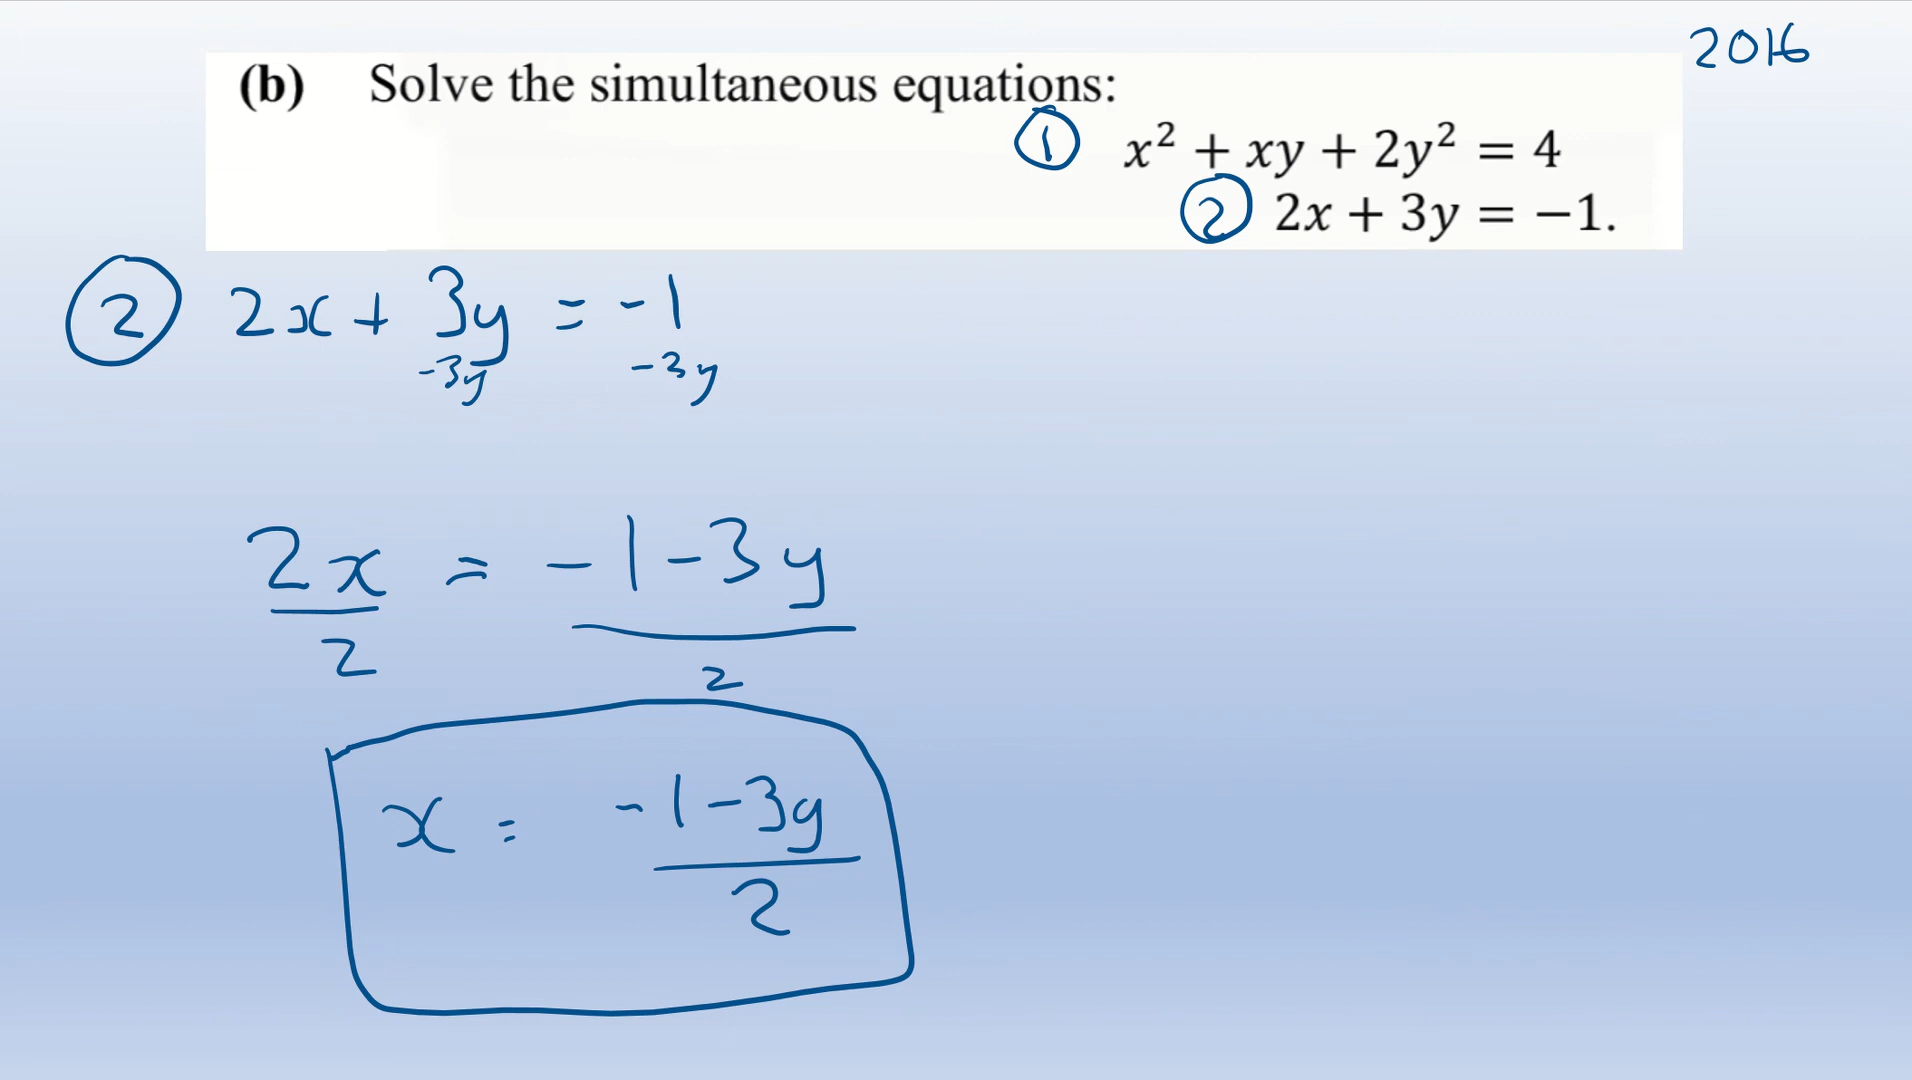 2016
(b) Solve the simultaneous equations:
① x² + xy + 2y² = 4
② 2x + 3y = −1.
② 2x + 3y = -1
-3y -3y
2x = -1-3y
2 2
x = -1-3y
2